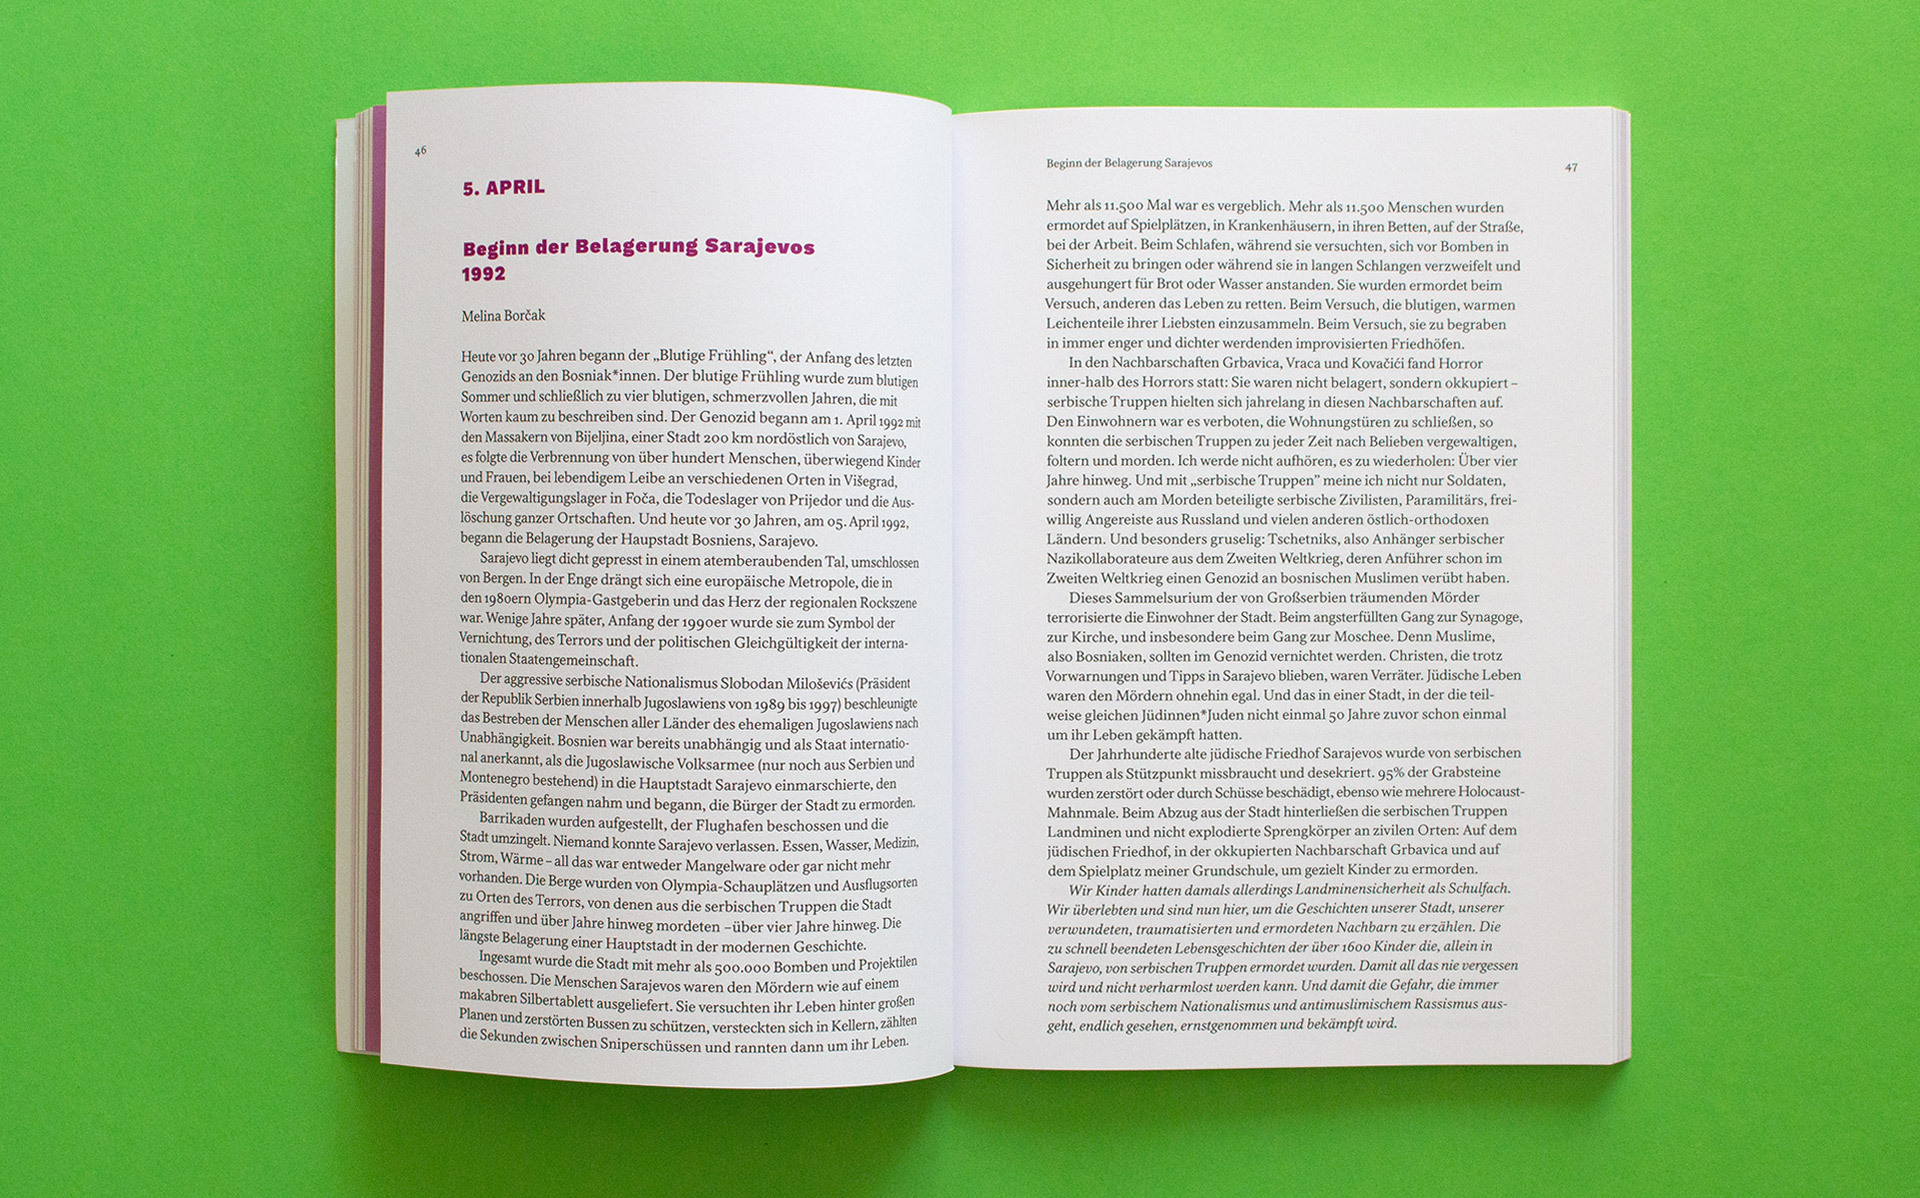 46
5. APRIL
Beginn der Belagerung Sarajevos
1992
Melina Borčak
Heute vor 30 Jahren begann der „Blutige Frühling“, der Anfang des letzten
Genozids an den Bosniak*innen. Der blutige Frühling wurde zum blutigen
Sommer und schließlich zu vier blutigen, schmerzvollen Jahren, die mit
Worten kaum zu beschreiben sind. Der Genozid begann am 1. April 1992 mit
den Massakern von Bijeljina, einer Stadt 200 km nordöstlich von Sarajevo,
es folgte die Verbrennung von über hundert Menschen, überwiegend Kinder
und Frauen, bei lebendigem Leibe an verschiedenen Orten in Višegrad,
die Vergewaltigungslager in Foča, die Todeslager von Prijedor und die Aus-
löschung ganzer Ortschaften. Und heute vor 30 Jahren, am 05. April 1992,
begann die Belagerung der Haupstadt Bosniens, Sarajevo.
Sarajevo liegt dicht gepresst in einem atemberaubenden Tal, umschlossen
von Bergen. In der Enge drängt sich eine europäische Metropole, die in
den 1980ern Olympia-Gastgeberin und das Herz der regionalen Rockszene
war. Wenige Jahre später, Anfang der 1990er wurde sie zum Symbol der
Vernichtung, des Terrors und der politischen Gleichgültigkeit der interna-
tionalen Staatengemeinschaft.
Der aggressive serbische Nationalismus Slobodan Miloševićs (Präsident
der Republik Serbien innerhalb Jugoslawiens von 1989 bis 1997) beschleunigte
das Bestreben der Menschen aller Länder des ehemaligen Jugoslawiens nach
Unabhängigkeit. Bosnien war bereits unabhängig und als Staat internatio-
nal anerkannt, als die Jugoslawische Volksarmee (nur noch aus Serbien und
Montenegro bestehend) in die Hauptstadt Sarajevo einmarschierte, den
Präsidenten gefangen nahm und begann, die Bürger der Stadt zu ermorden.
Barrikaden wurden aufgestellt, der Flughafen beschossen und die
Stadt umzingelt. Niemand konnte Sarajevo verlassen. Essen, Wasser, Medizin,
Strom, Wärme – all das war entweder Mangelware oder gar nicht mehr
vorhanden. Die Berge wurden von Olympia-Schauplätzen und Ausflugsorten
zu Orten des Terrors, von denen aus die serbischen Truppen die Stadt
angriffen und über Jahre hinweg mordeten –über vier Jahre hinweg. Die
längste Belagerung einer Hauptstadt in der modernen Geschichte.
Ingesamt wurde die Stadt mit mehr als 500.000 Bomben und Projektilen
beschossen. Die Menschen Sarajevos waren den Mördern wie auf einem
makabren Silbertablett ausgeliefert. Sie versuchten ihr Leben hinter großen
Planen und zerstörten Bussen zu schützen, versteckten sich in Kellern, zählten
die Sekunden zwischen Sniperschüssen und rannten dann um ihr Leben.
Beginn der Belagerung Sarajevos
47
Mehr als 11.500 Mal war es vergeblich. Mehr als 11.500 Menschen wurden
ermordet auf Spielplätzen, in Krankenhäusern, in ihren Betten, auf der Straße,
bei der Arbeit. Beim Schlafen, während sie versuchten, sich vor Bomben in
Sicherheit zu bringen oder während sie in langen Schlangen verzweifelt und
ausgehungert für Brot oder Wasser anstanden. Sie wurden ermordet beim
Versuch, anderen das Leben zu retten. Beim Versuch, die blutigen, warmen
Leichenteile ihrer Liebsten einzusammeln. Beim Versuch, sie zu begraben
in immer enger und dichter werdenden improvisierten Friedhöfen.
In den Nachbarschaften Grbavica, Vraca und Kovačići fand Horror
inner-halb des Horrors statt: Sie waren nicht belagert, sondern okkupiert –
serbische Truppen hielten sich jahrelang in diesen Nachbarschaften auf.
Den Einwohnern war es verboten, die Wohnungstüren zu schließen, so
konnten die serbischen Truppen zu jeder Zeit nach Belieben vergewaltigen,
foltern und morden. Ich werde nicht aufhören, es zu wiederholen: Über vier
Jahre hinweg. Und mit „serbische Truppen” meine ich nicht nur Soldaten,
sondern auch am Morden beteiligte serbische Zivilisten, Paramilitärs, frei-
willig Angereiste aus Russland und vielen anderen östlich-orthodoxen
Ländern. Und besonders gruselig: Tschetniks, also Anhänger serbischer
Nazikollaborateure aus dem Zweiten Weltkrieg, deren Anführer schon im
Zweiten Weltkrieg einen Genozid an bosnischen Muslimen verübt haben.
Dieses Sammelsurium der von Großserbien träumenden Mörder
terrorisierte die Einwohner der Stadt. Beim angsterfüllten Gang zur Synagoge,
zur Kirche, und insbesondere beim Gang zur Moschee. Denn Muslime,
also Bosniaken, sollten im Genozid vernichtet werden. Christen, die trotz
Vorwarnungen und Tipps in Sarajevo blieben, waren Verräter. Jüdische Leben
waren den Mördern ohnehin egal. Und das in einer Stadt, in der die teil-
weise gleichen Jüdinnen*Juden nicht einmal 50 Jahre zuvor schon einmal
um ihr Leben gekämpft hatten.
Der Jahrhunderte alte jüdische Friedhof Sarajevos wurde von serbischen
Truppen als Stützpunkt missbraucht und desekriert. 95% der Grabsteine
wurden zerstört oder durch Schüsse beschädigt, ebenso wie mehrere Holocaust-
Mahnmale. Beim Abzug aus der Stadt hinterließen die serbischen Truppen
Landminen und nicht explodierte Sprengkörper an zivilen Orten: Auf dem
jüdischen Friedhof, in der okkupierten Nachbarschaft Grbavica und auf
dem Spielplatz meiner Grundschule, um gezielt Kinder zu ermorden.
Wir Kinder hatten damals allerdings Landminensicherheit als Schulfach.
Wir überlebten und sind nun hier, um die Geschichten unserer Stadt, unserer
verwundeten, traumatisierten und ermordeten Nachbarn zu erzählen. Die
zu schnell beendeten Lebensgeschichten der über 1600 Kinder die, allein in
Sarajevo, von serbischen Truppen ermordet wurden. Damit all das nie vergessen
wird und nicht verharmlost werden kann. Und damit die Gefahr, die immer
noch vom serbischem Nationalismus und antimuslimischem Rassismus aus-
geht, endlich gesehen, ernstgenommen und bekämpft wird.